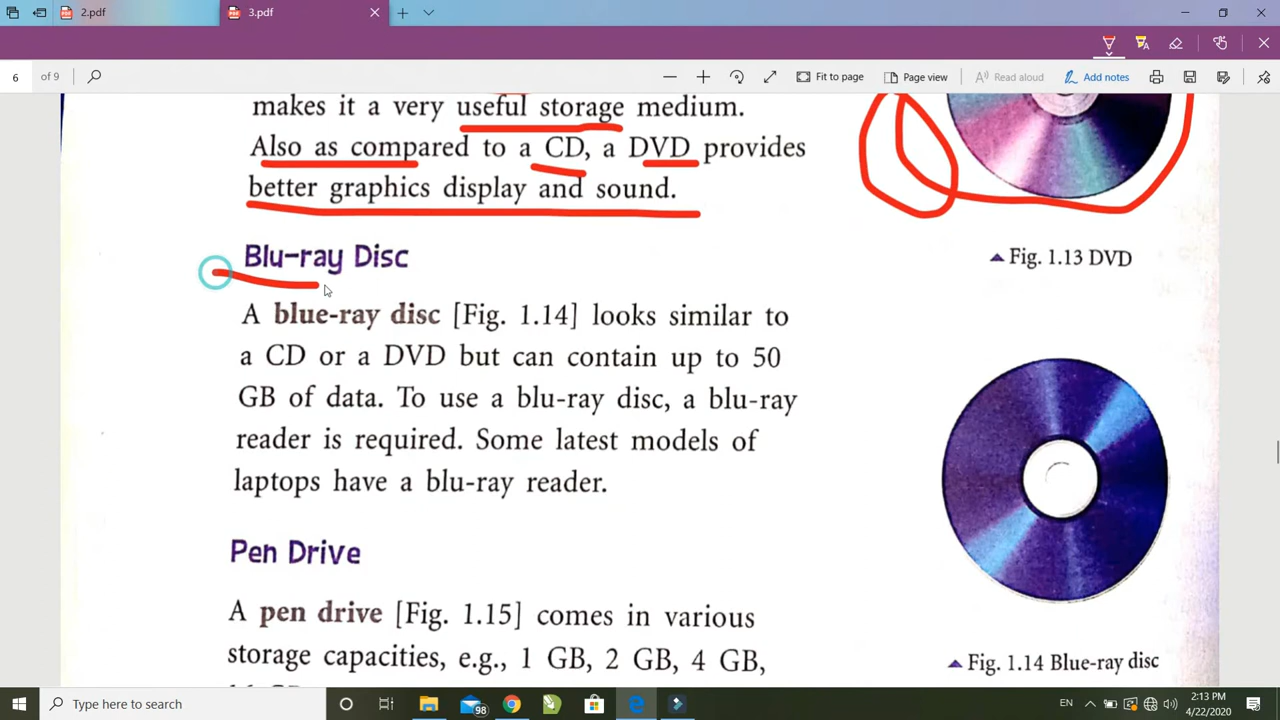 2.pdf 3.pdf
6 of 9 Fit to page Page view Read aloud Add notes
makes it a very useful storage medium.
Also as compared to a CD, a DVD provides
better graphics display and sound.
Fig. 1.13 DVD
Blu-ray Disc
A blue-ray disc [Fig. 1.14] looks similar to
a CD or a DVD but can contain up to 50
GB of data. To use a blu-ray disc, a blu-ray
reader is required. Some latest models of
laptops have a blu-ray reader.
Fig. 1.14 Blue-ray disc
Pen Drive
A pen drive [Fig. 1.15] comes in various
storage capacities, e.g., 1 GB, 2 GB, 4 GB,
Type here to search
98
EN
2:13 PM
4/22/2020